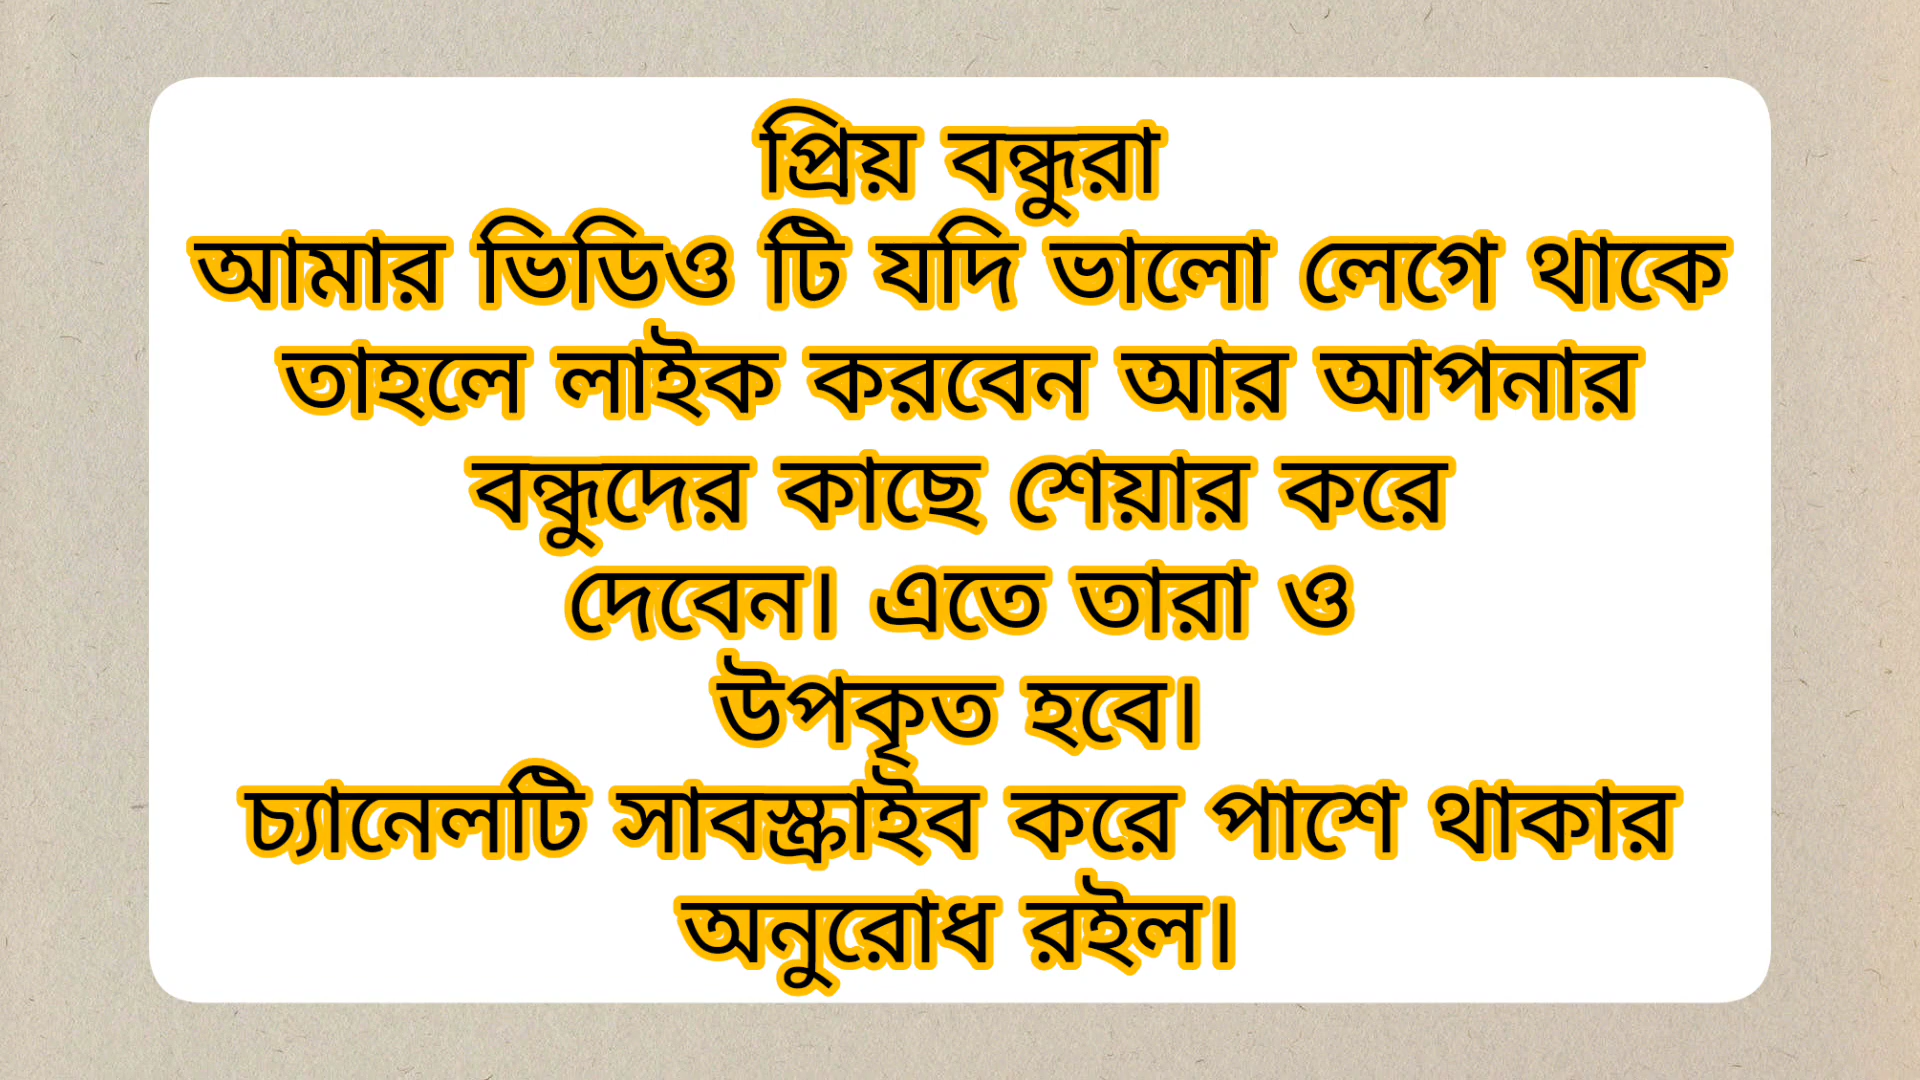 প্রিয় বন্ধুরা
আমার ভিডিও টি যদি ভালো লেগে থাকে
তাহলে লাইক করবেন আর আপনার
বন্ধুদের কাছে শেয়ার করে
দেবেন। এতে তারা ও
উপকৃত হবে।
চ্যানেলটি সাবস্ক্রাইব করে পাশে থাকার
অনুরোধ রইল।